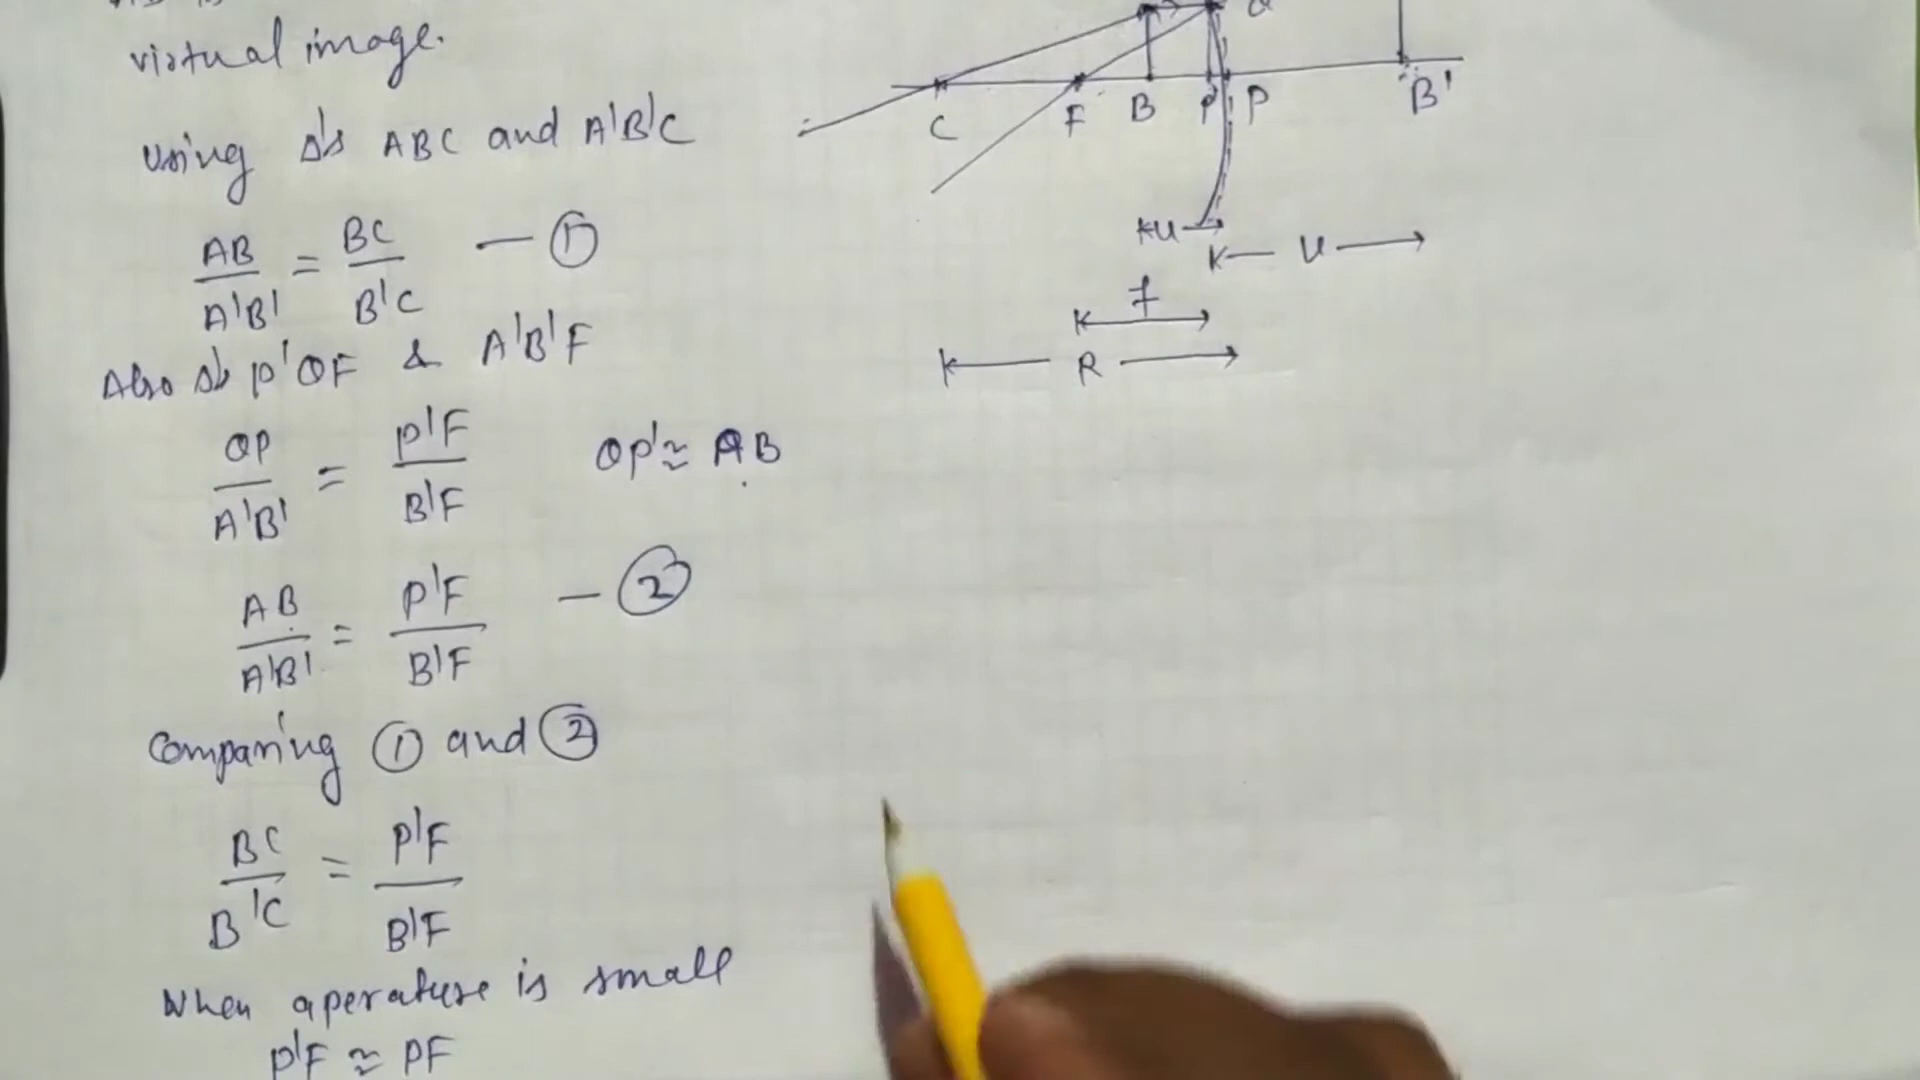 virtual image.
Using Δ's ABC and A'B'C
AB/A'B' = BC/B'C — ①
Also Δs P'QF & A'B'F
QP/A'B' = P'F/B'F QP' ≈ AB
AB/A'B' = P'F/B'F — ②
Comparing ① and ②
BC/B'C = P'F/B'F
When aperature is small
P'F ≈ PF
C F B P' P B'
u
u
f
R